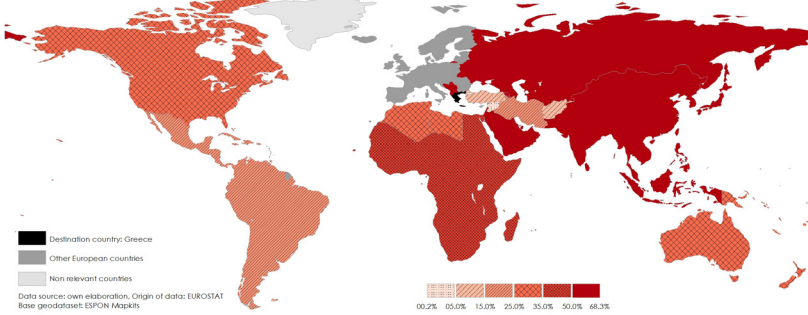 Destination country: Greece
Other European countries
Non relevant countries
Data source: own elaboration, Origin of data: EUROSTAT
Base geodataset: ESPON Mapkits
00.2% 05.0% 15.0% 25.0% 35.0% 50.0% 68.3%